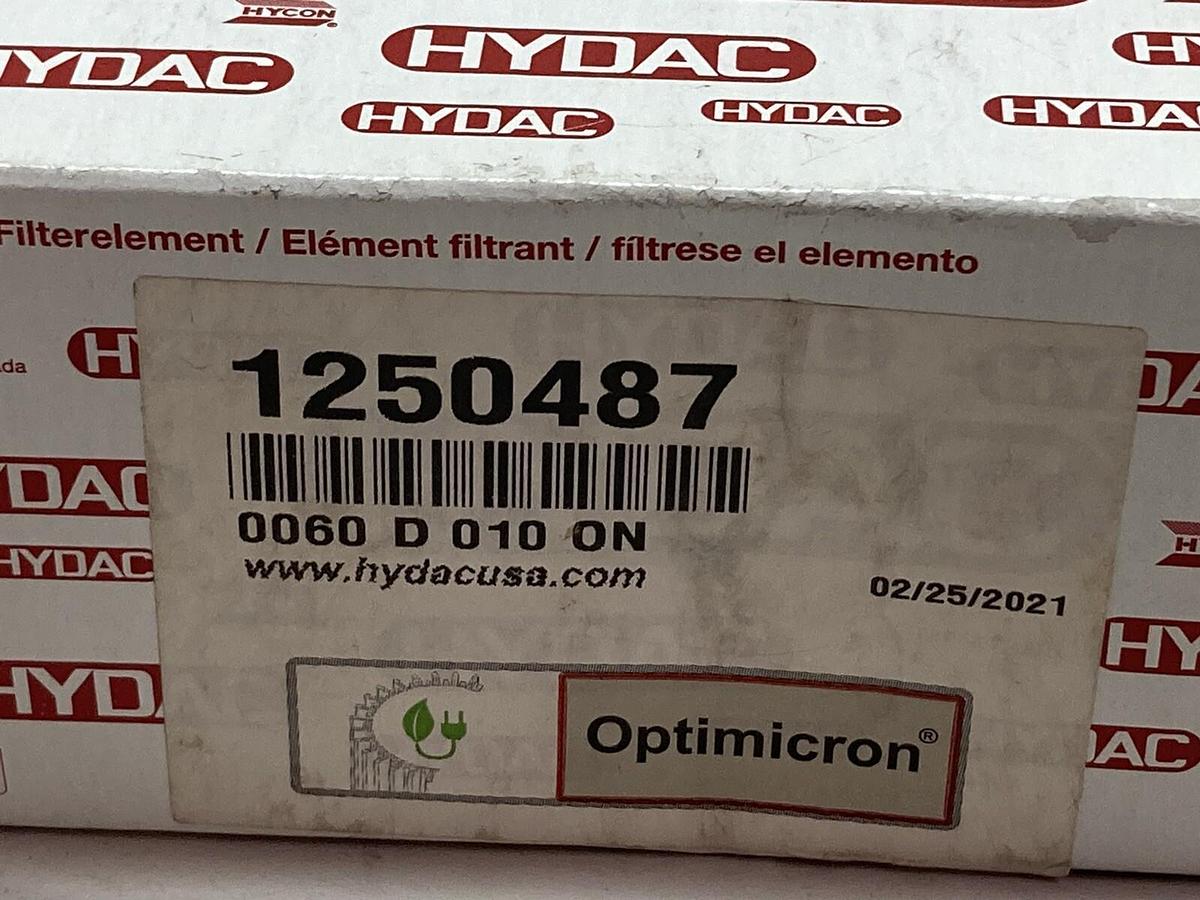 HYCON
HYDAC HYDAC
HYDAC HYDAC HYDAC
Filterelement / Elément filtrant / fíltrese el elemento
1250487
0060 D 010 ON
www.hydacusa.com
02/25/2021
HYDAC
HYDAC
Optimicron®